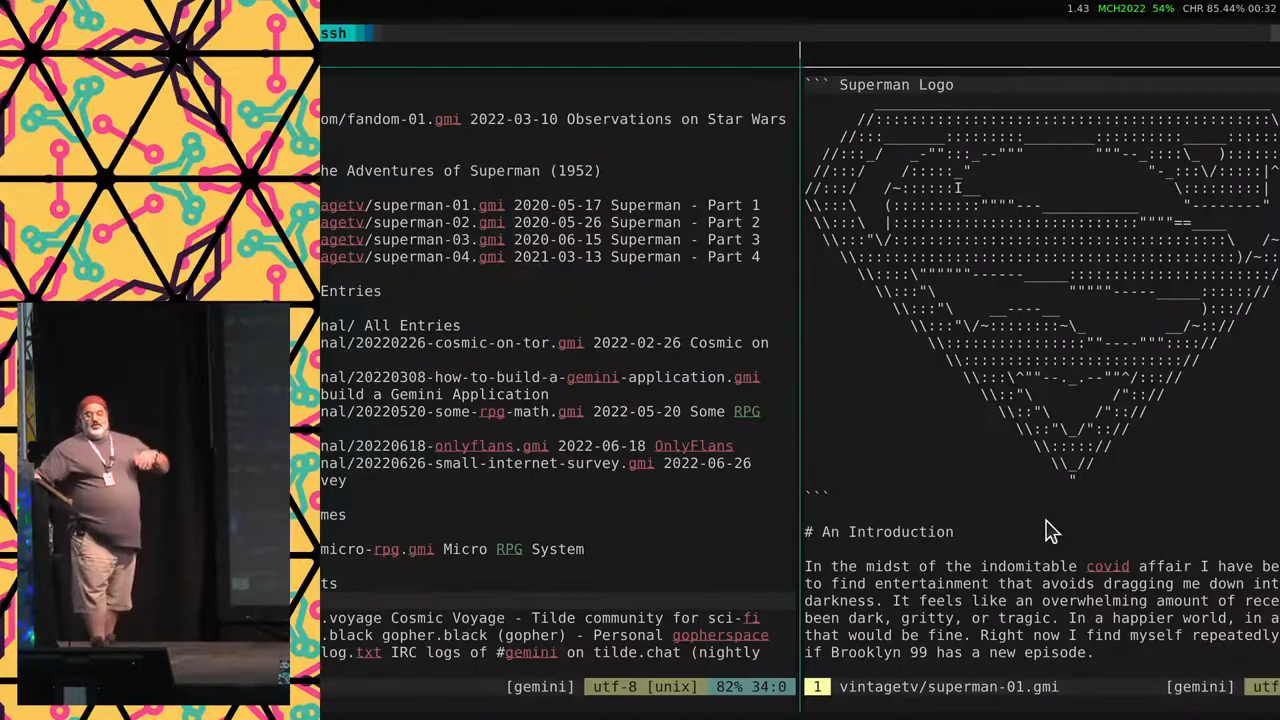 1.43 MCH2022 54% CHR 85.44% 00:32
ssh
om/fandom-01.gmi 2022-03-10 Observations on Star Wars
he Adventures of Superman (1952)
agetv/superman-01.gmi 2020-05-17 Superman - Part 1
agetv/superman-02.gmi 2020-05-26 Superman - Part 2
agetv/superman-03.gmi 2020-06-15 Superman - Part 3
agetv/superman-04.gmi 2021-03-13 Superman - Part 4
Entries
nal/ All Entries
nal/20220226-cosmic-on-tor.gmi 2022-02-26 Cosmic on
nal/20220308-how-to-build-a-gemini-application.gmi
build a Gemini Application
nal/20220520-some-rpg-math.gmi 2022-05-20 Some RPG
nal/20220618-onlyflans.gmi 2022-06-18 OnlyFlans
nal/20220626-small-internet-survey.gmi 2022-06-26
vey
mes
micro-rpg.gmi Micro RPG System
ts
.voyage Cosmic Voyage - Tilde community for sci-fi
.black gopher.black (gopher) - Personal gopherspace
log.txt IRC logs of #gemini on tilde.chat (nightly
[gemini] utf-8 [unix] 82% 34:0
``` Superman Logo
```
# An Introduction
In the midst of the indomitable covid affair I have be
to find entertainment that avoids dragging me down int
darkness. It feels like an overwhelming amount of rece
been dark, gritty, or tragic. In a happier world, in a
that would be fine. Right now I find myself repeatedly
if Brooklyn 99 has a new episode.
1 vintagetv/superman-01.gmi [gemini] utf